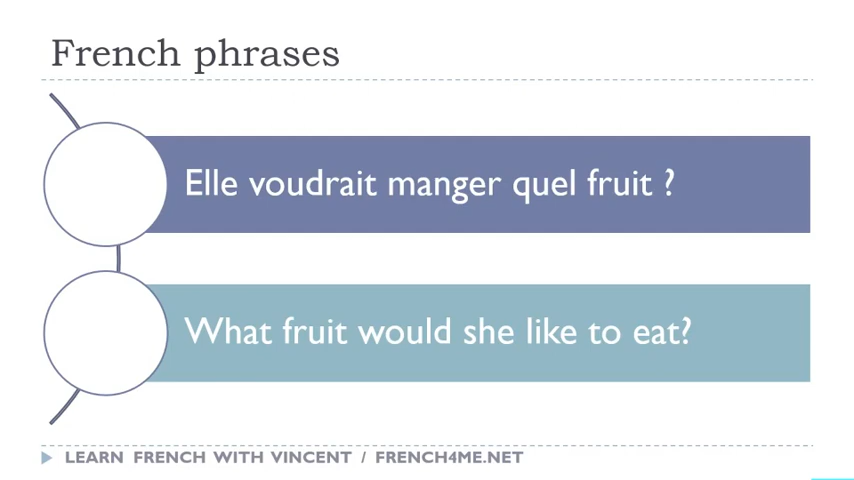 French phrases
Elle voudrait manger quel fruit ?
What fruit would she like to eat?
LEARN FRENCH WITH VINCENT / FRENCH4ME.NET